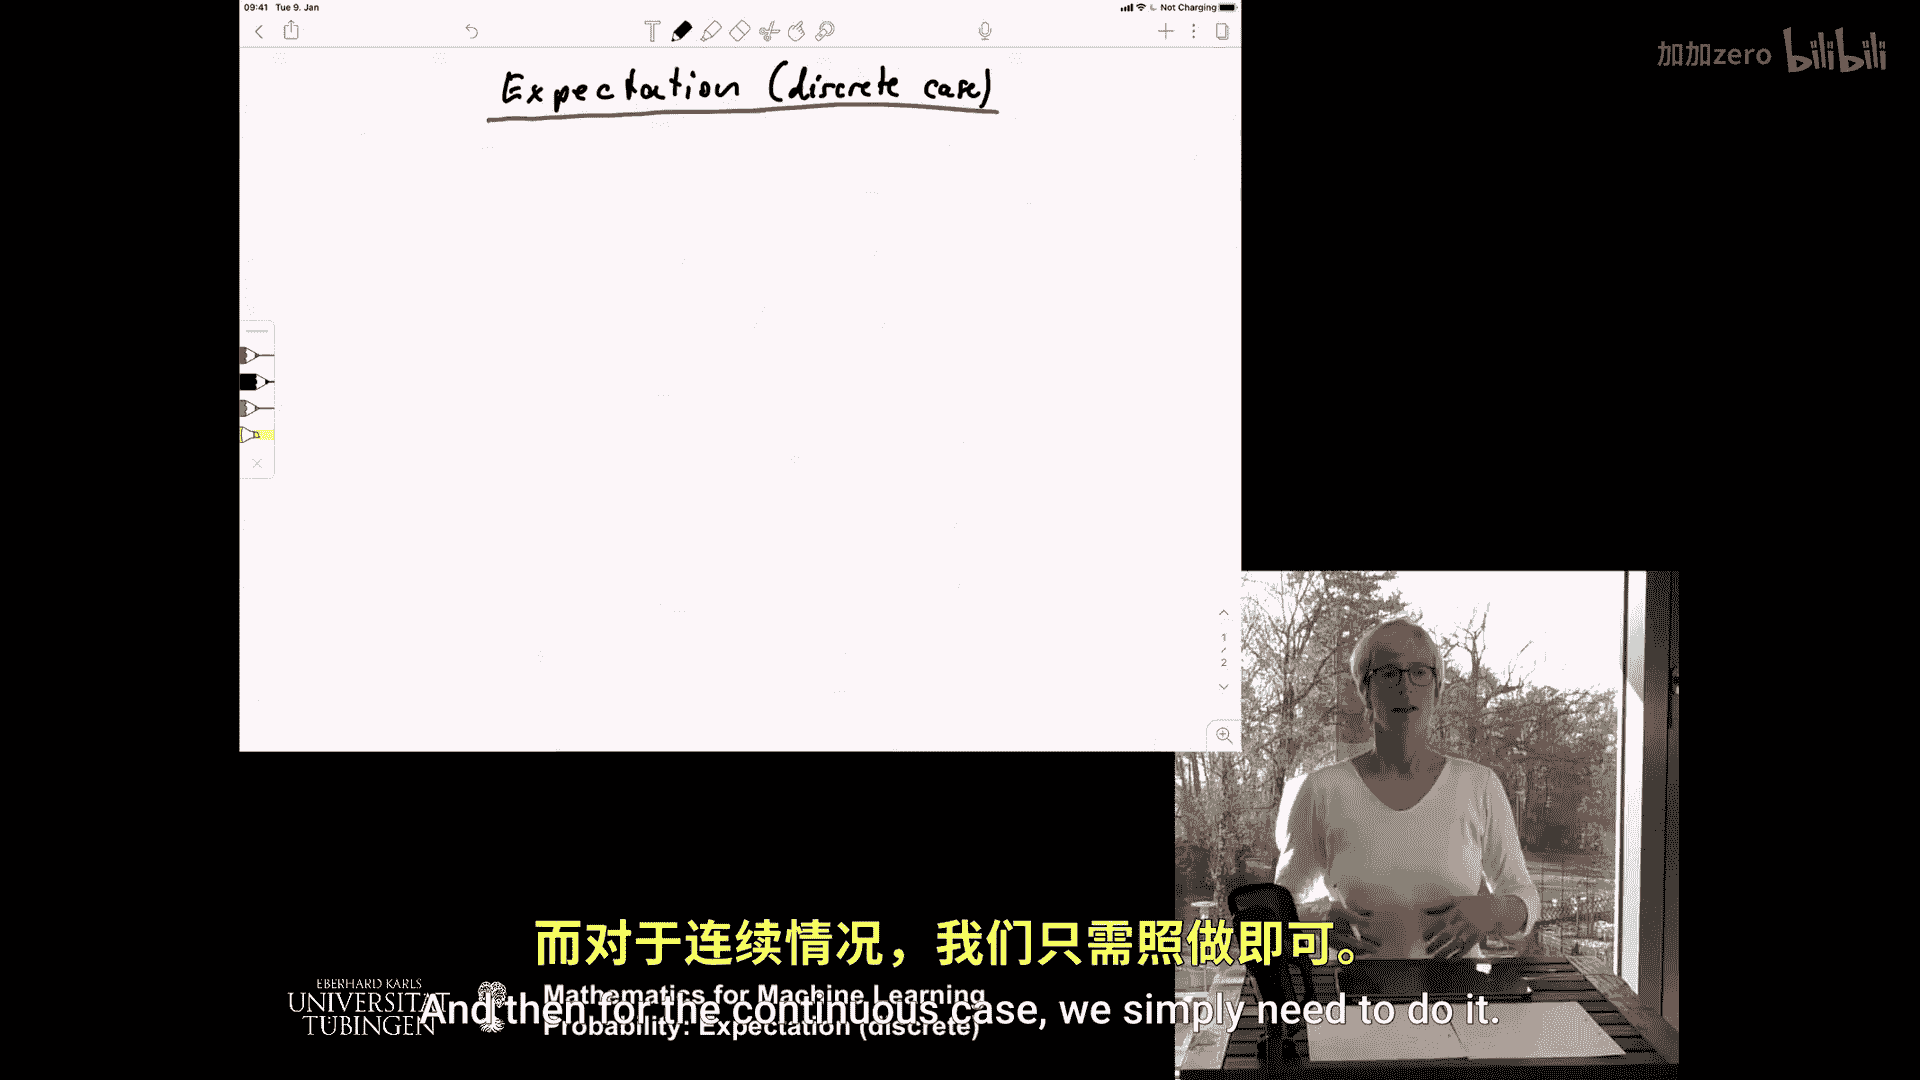 09:41 Tue 9. Jan
Not Charging
加加zero bilibili
T
Expectation (discrete case)
1
2
而对于连续情况，我们只需照做即可。
And then for the continuous case, we simply need to do it.
EBERHARD KARLS
UNIVERSITÄT
TÜBINGEN
Mathematics for Machine Learning
Probability: Expectation (discrete)